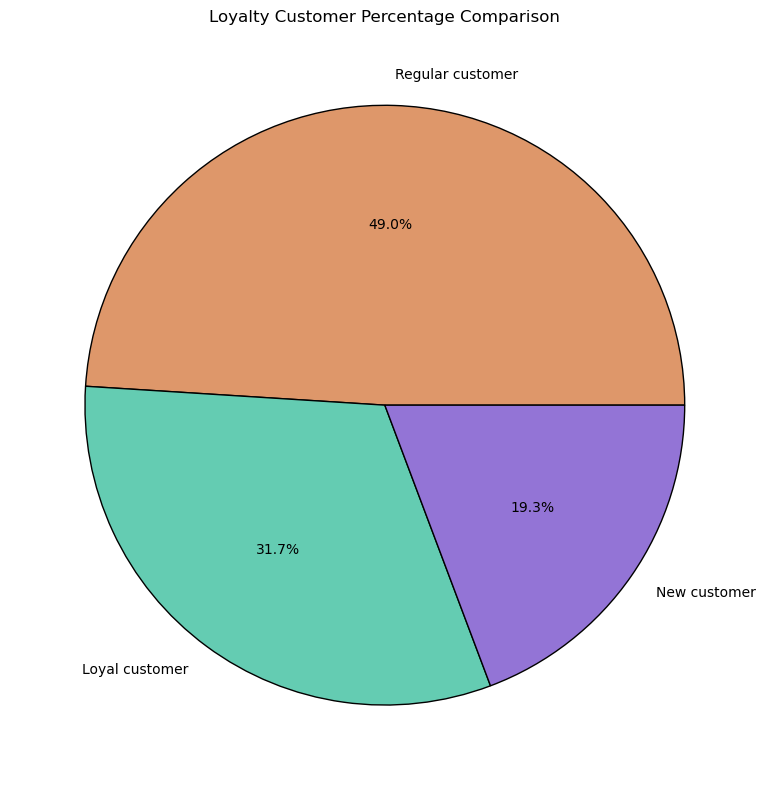 Loyalty Customer Percentage Comparison
Regular customer
49.0%
19.3%
31.7%
New customer
Loyal customer